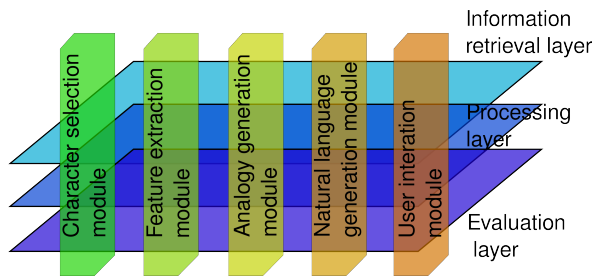 Information
retrieval layer
Processing
layer
Evaluation
layer
Character selection
module
Feature extraction
module
Analogy generation
module
Natural language
generation module
User interation
module